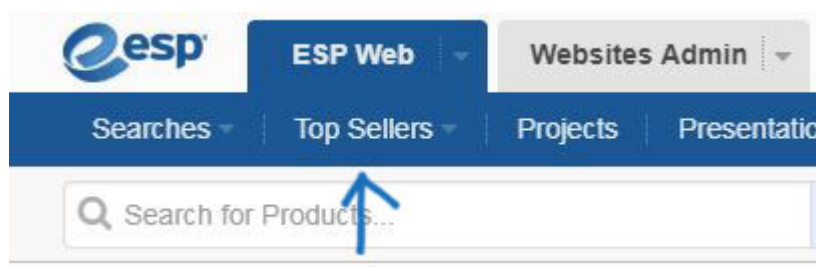 esp ESP Web Websites Admin
Searches Top Sellers Projects
Search for Products...